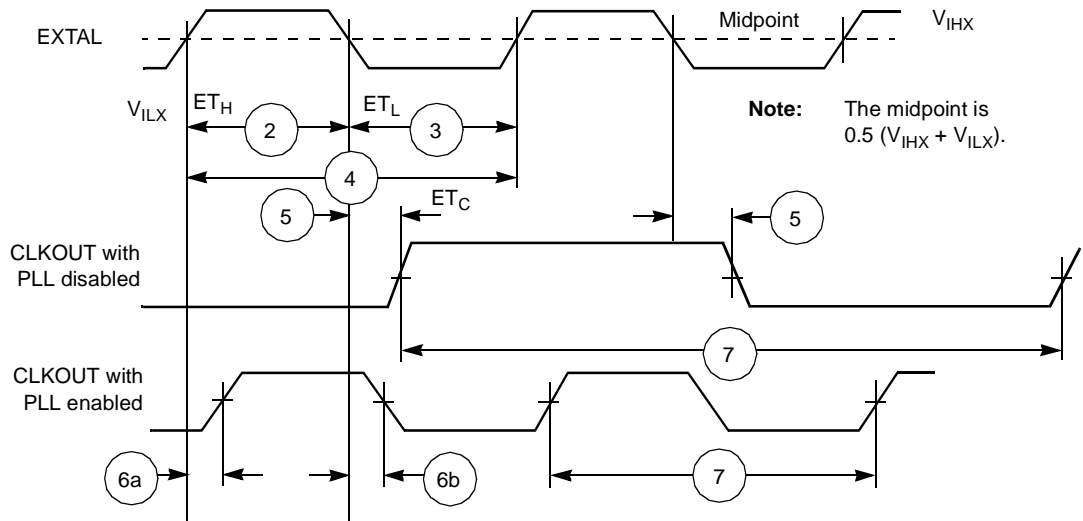 Midpoint
V_IHX
EXTAL
V_ILX
ET_H
ET_L
2
3
Note: The midpoint is
0.5 (V_IHX + V_ILX).
4
5
ET_C
5
CLKOUT with
PLL disabled
7
CLKOUT with
PLL enabled
6a
6b
7